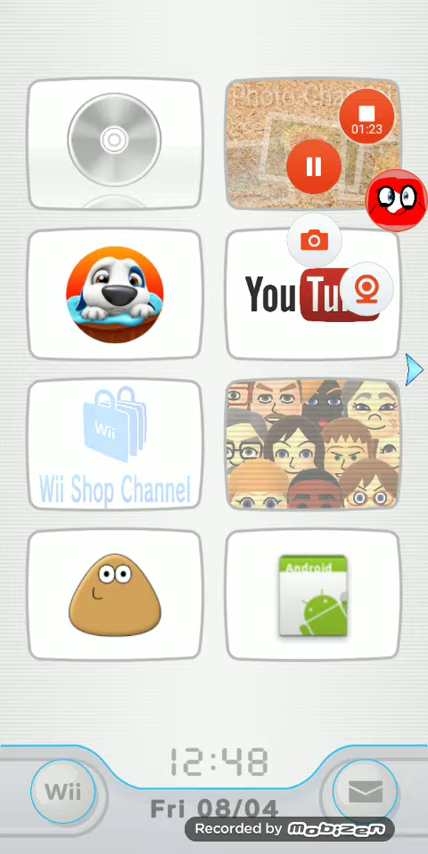 Photo Channel
01:23
YouTube
Wii
Wii Shop Channel
Android
12:48
Wii
Fri 08/04
Recorded by Mobizen